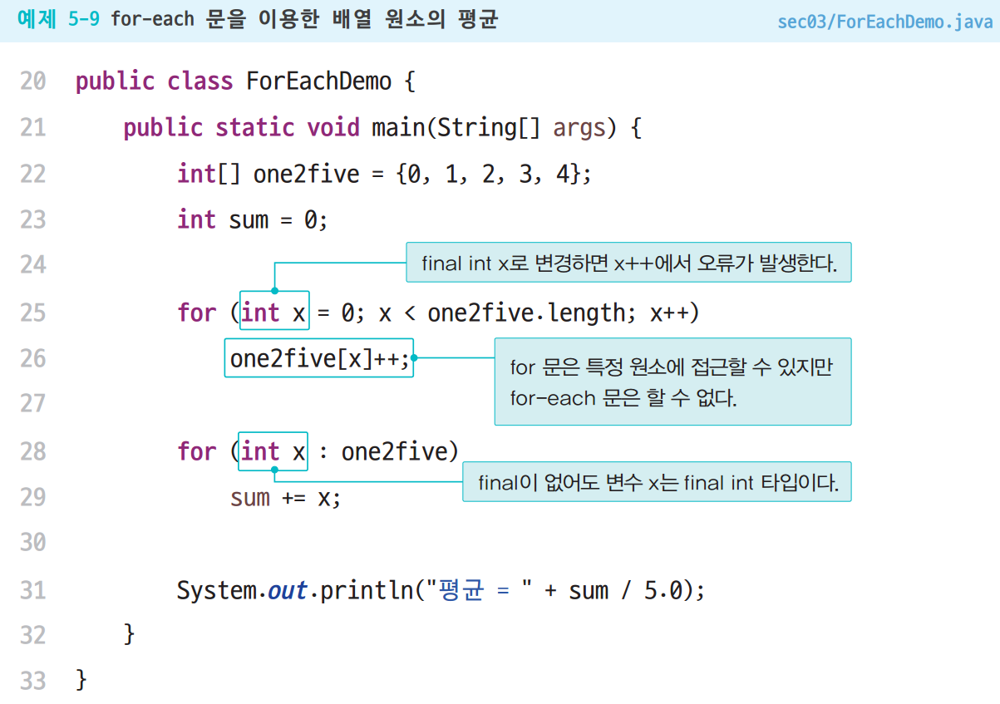 예제 5-9 for-each 문을 이용한 배열 원소의 평균
sec03/ForEachDemo.java
20 public class ForEachDemo {
21 public static void main(String[] args) {
22 int[] one2five = {0, 1, 2, 3, 4};
23 int sum = 0;
24
final int x로 변경하면 x++에서 오류가 발생한다.
25 for (int x = 0; x < one2five.length; x++)
26 one2five[x]++;
for 문은 특정 원소에 접근할 수 있지만
for-each 문은 할 수 없다.
27
28 for (int x : one2five)
final이 없어도 변수 x는 final int 타입이다.
29 sum += x;
30
31 System.out.println("평균 = " + sum / 5.0);
32 }
33 }